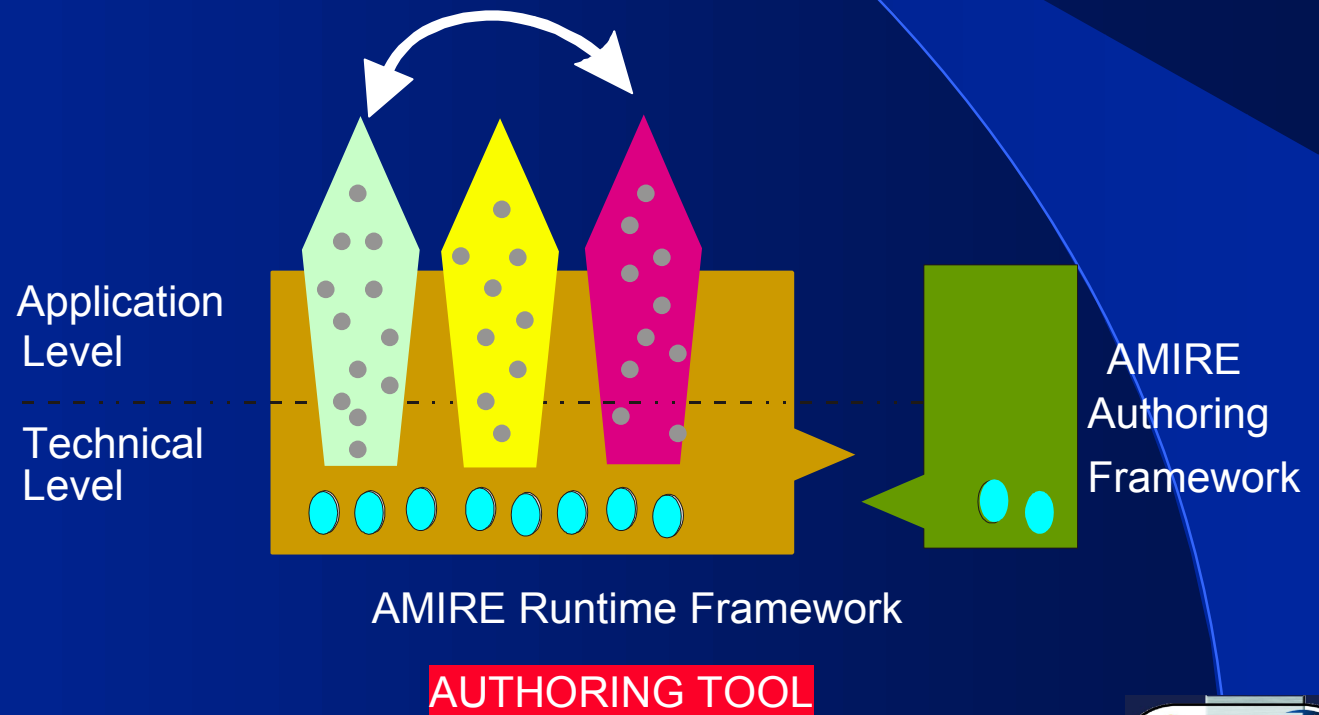 Application
Level
Technical
Level
AMIRE
Authoring
Framework
AMIRE Runtime Framework
AUTHORING TOOL